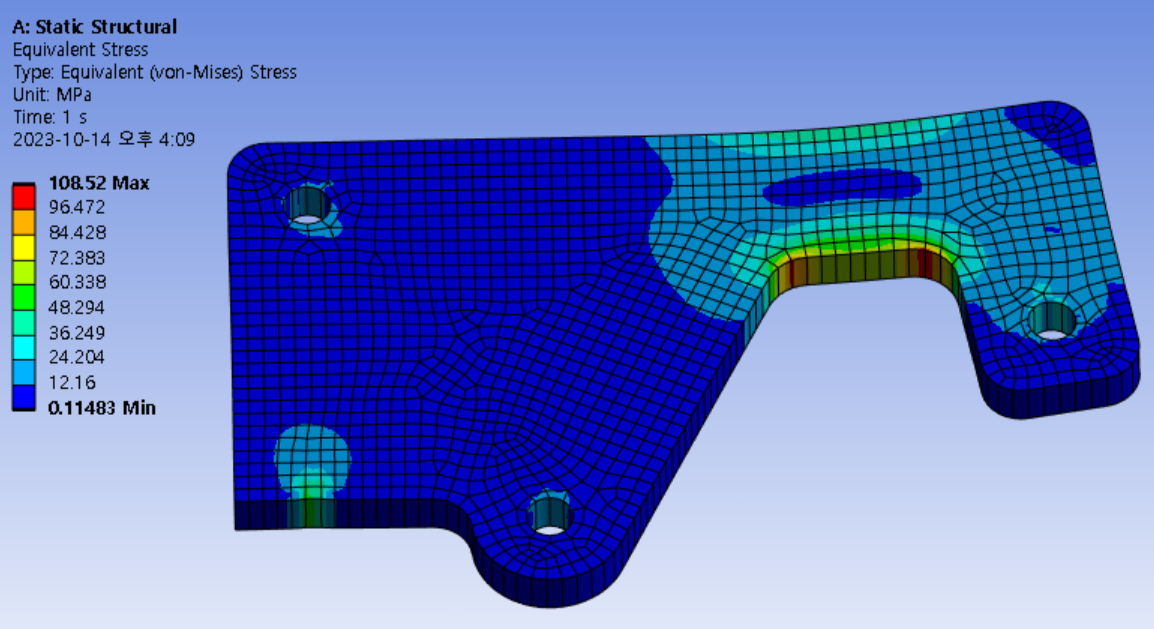 A: Static Structural
Equivalent Stress
Type: Equivalent (von-Mises) Stress
Unit: MPa
Time: 1 s
2023-10-14 오후 4:09
108.52 Max
96.472
84.428
72.383
60.338
48.294
36.249
24.204
12.16
0.11483 Min